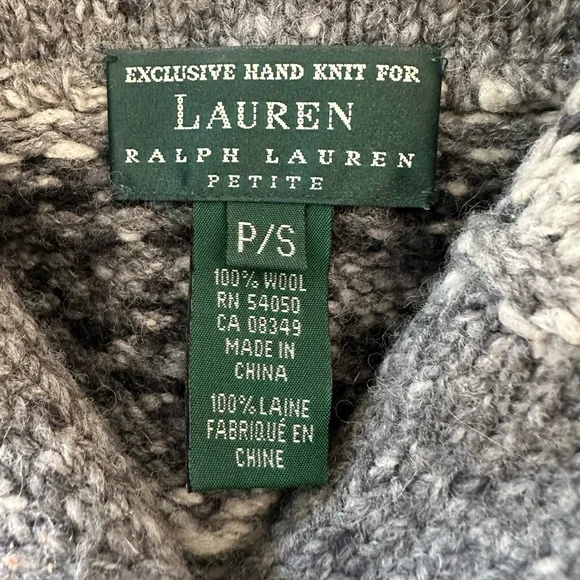 EXCLUSIVE HAND KNIT FOR
LAUREN
RALPH LAUREN
PETITE
P/S
100% WOOL
RN 54050
CA 08349
MADE IN
CHINA
100% LAINE
FABRIQUÉ EN
CHINE